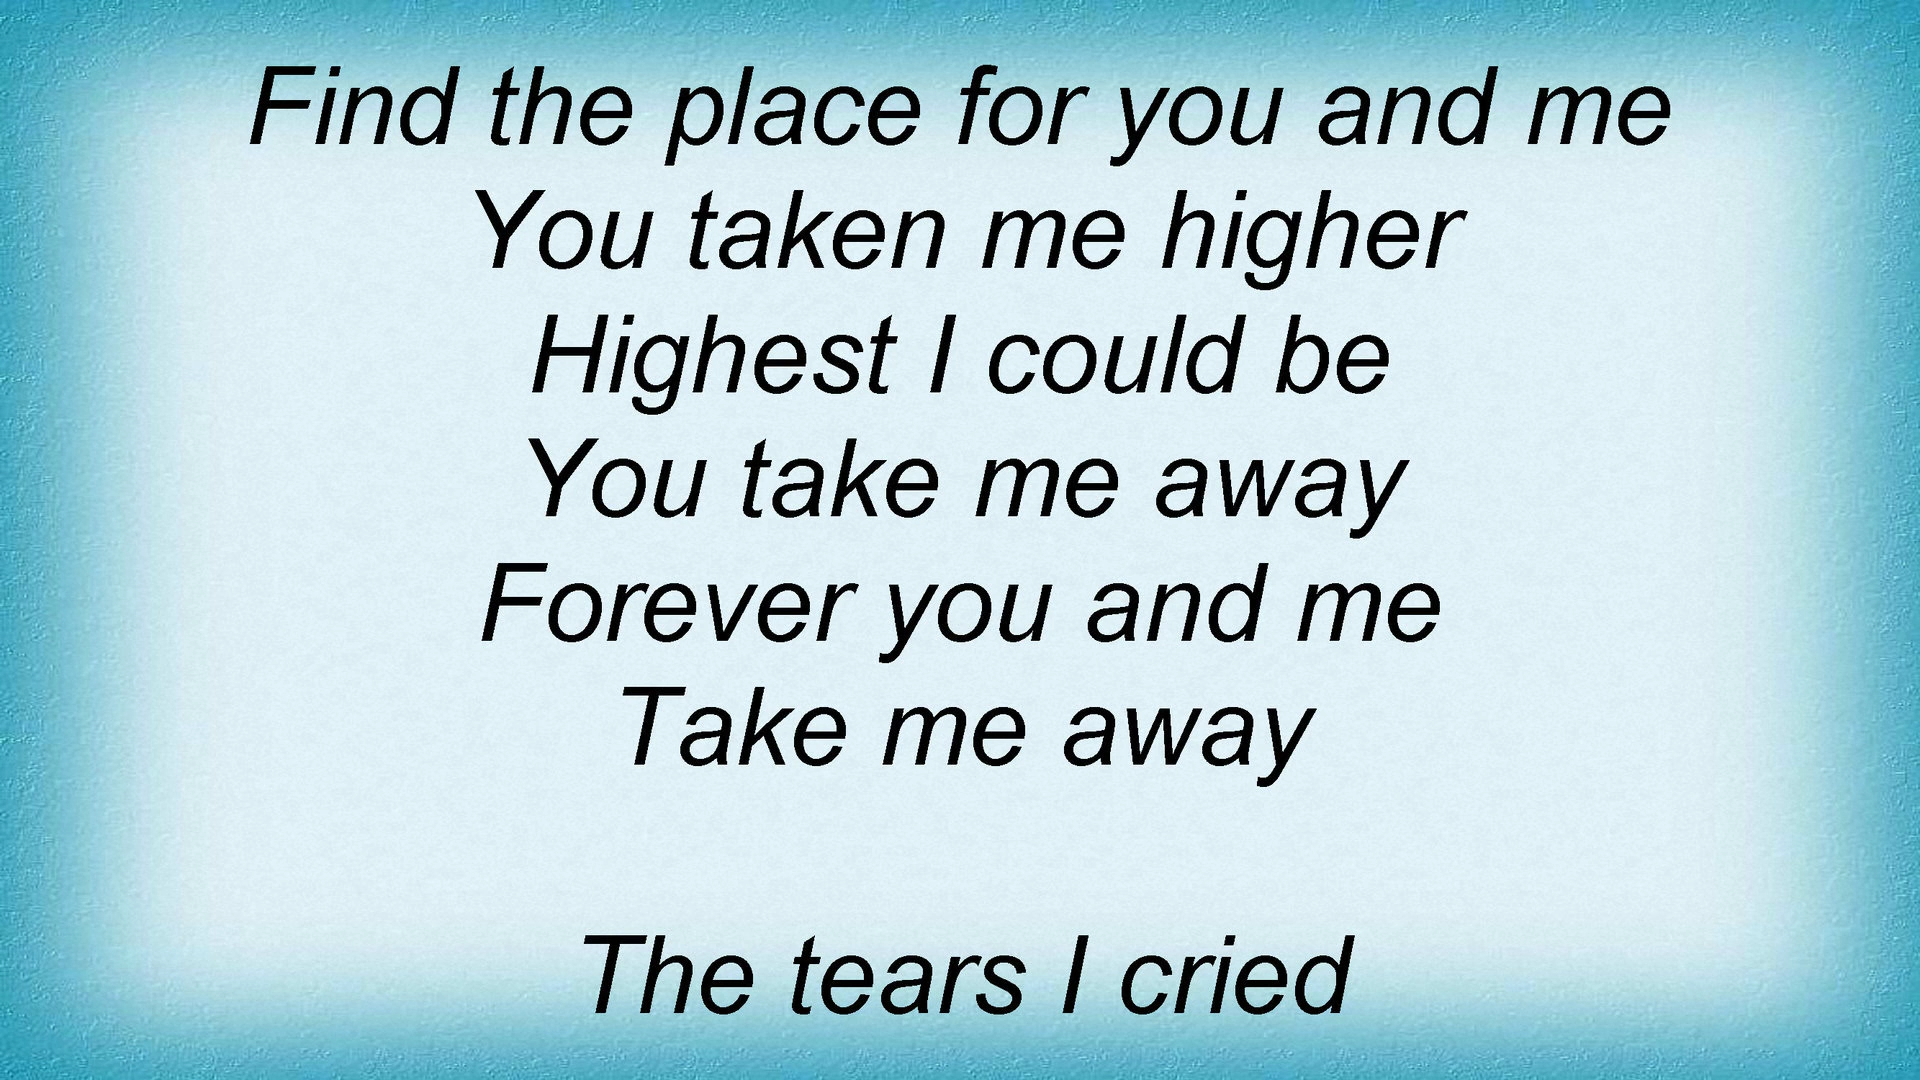 Find the place for you and me
You taken me higher
Highest I could be
You take me away
Forever you and me
Take me away
The tears I cried